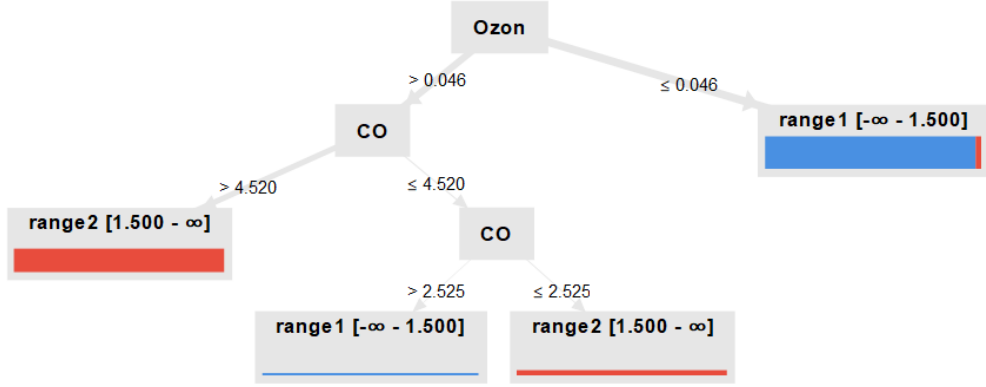 Ozon
> 0.046
≤ 0.046
CO
range1 [-∞ - 1.500]
> 4.520
≤ 4.520
range2 [1.500 - ∞]
CO
> 2.525
≤ 2.525
range1 [-∞ - 1.500]
range2 [1.500 - ∞]